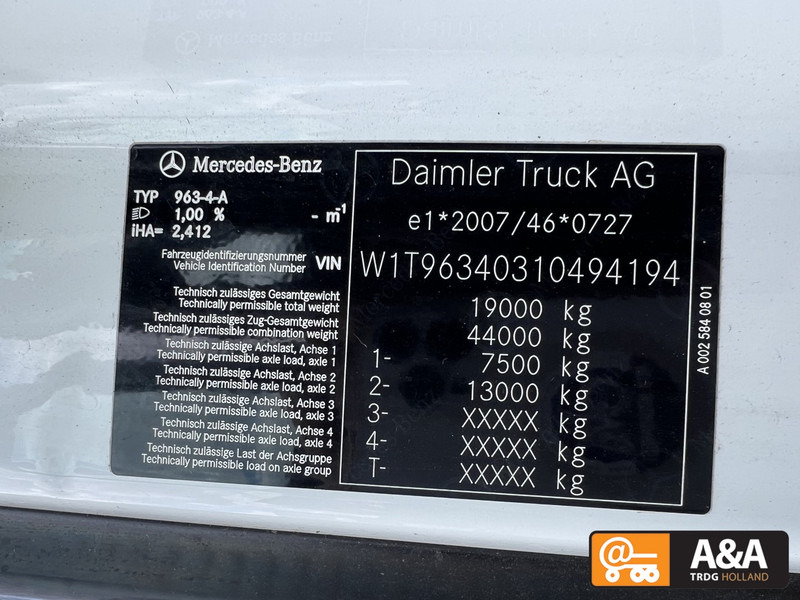 Mercedes-Benz
TYP 963-4-A
1,00 % - m-1
iHA= 2,412
Fahrzeugidentifizierungsnummer
Vehicle Identification Number VIN
Technisch zulässiges Gesamtgewicht
Technically permissible total weight
Technisch zulässiges Zug-Gesamtgewicht
Technically permissible combination weight
Technisch zulässige Achslast, Achse 1
Technically permissible axle load, axle 1
Technisch zulässige Achslast, Achse 2
Technically permissible axle load, axle 2
Technisch zulässige Achslast, Achse 3
Technically permissible axle load, axle 3
Technisch zulässige Achslast, Achse 4
Technically permissible axle load, axle 4
Technisch zulässige Last der Achsgruppe
Technically permissible load on axle group
Daimler Truck AG
e1*2007/46*0727
W1T96340310494194
19000 kg
44000 kg
1- 7500 kg
2- 13000 kg
3- XXXXX kg
4- XXXXX kg
T- XXXXX kg
A 002 584 08 01
A&A
TRDG HOLLAND